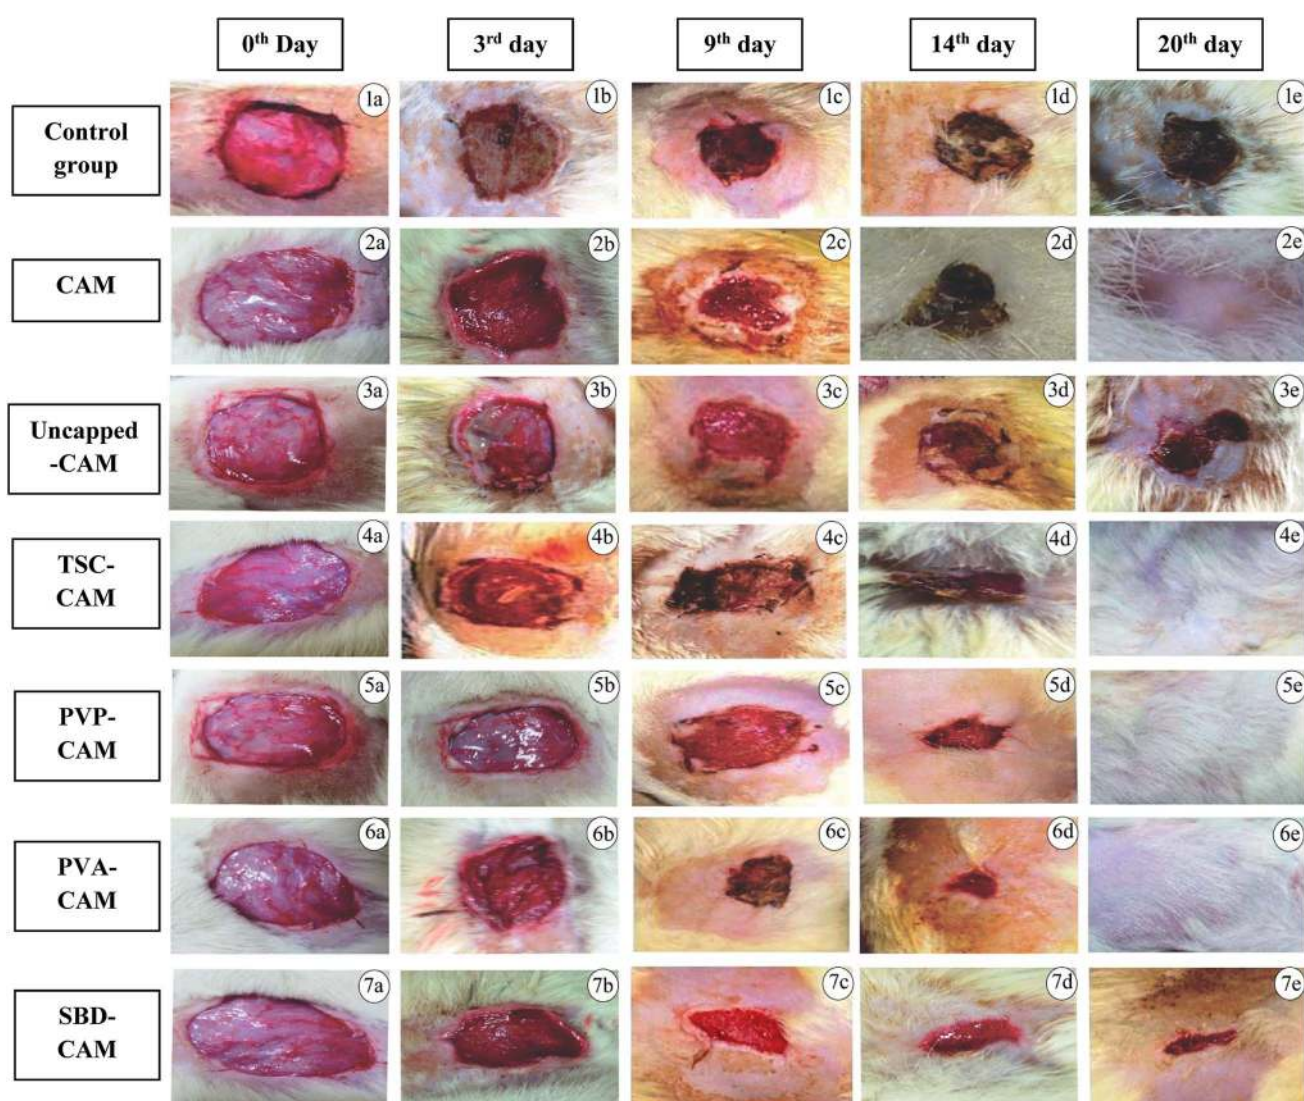 0th Day
3rd day
9th day
14th day
20th day
Control
group
1a
1b
1c
1d
1e
CAM
2a
2b
2c
2d
2e
Uncapped
-CAM
3a
3b
3c
3d
3e
TSC-
CAM
4a
4b
4c
4d
4e
PVP-
CAM
5a
5b
5c
5d
5e
PVA-
CAM
6a
6b
6c
6d
6e
SBD-
CAM
7a
7b
7c
7d
7e